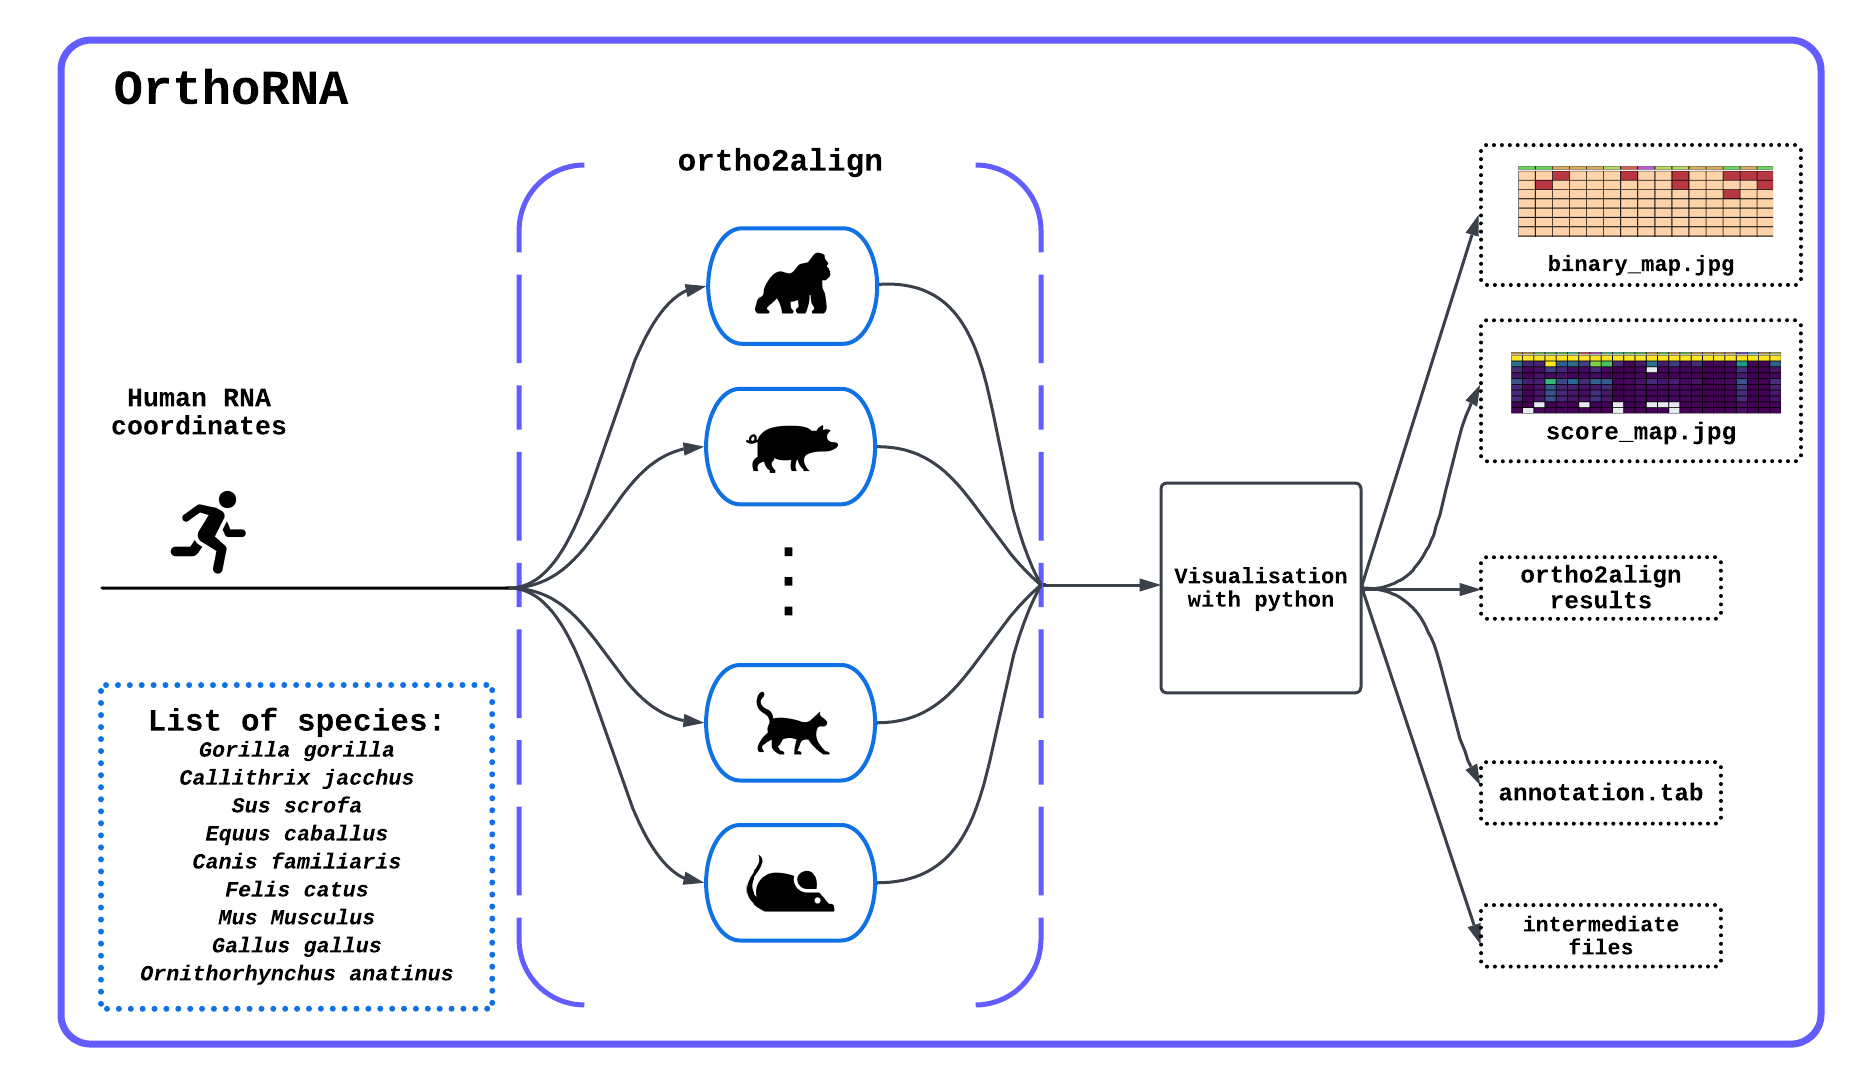 OrthoRNA
ortho2align
Human RNA
coordinates
List of species:
Gorilla gorilla
Callithrix jacchus
Sus scrofa
Equus caballus
Canis familiaris
Felis catus
Mus Musculus
Gallus gallus
Ornithorhynchus anatinus
Visualisation
with python
binary_map.jpg
score_map.jpg
ortho2align
results
annotation.tab
intermediate
files